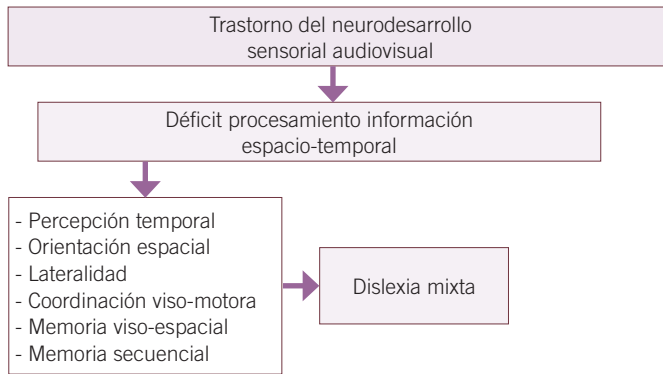 Trastorno del neurodesarrollo
sensorial audiovisual
Déficit procesamiento información
espacio-temporal
- Percepción temporal
- Orientación espacial
- Lateralidad
- Coordinación viso-motora
- Memoria viso-espacial
- Memoria secuencial
Dislexia mixta